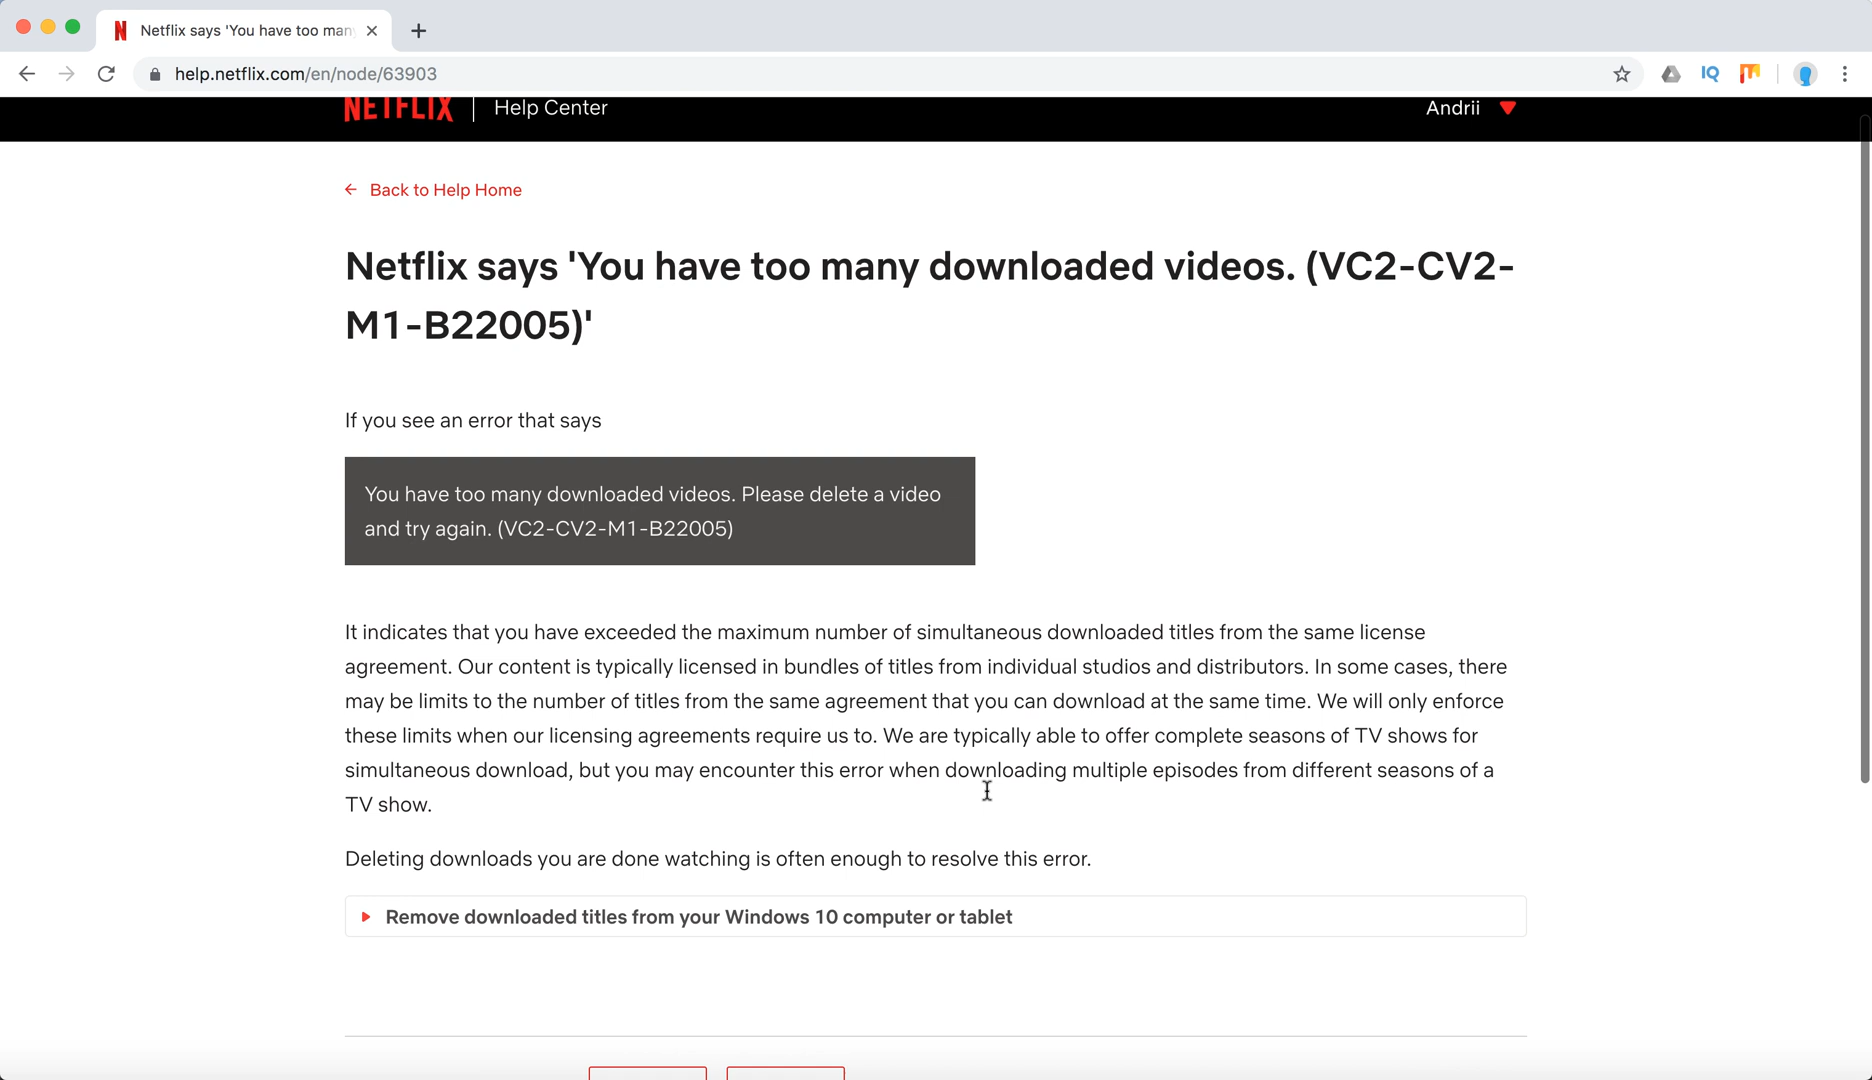 Netflix says 'You have too man
help.netflix.com/en/node/63903
IQ
NETFLIX Help Center Andrii
Back to Help Home
Netflix says 'You have too many downloaded videos. (VC2-CV2-
M1-B22005)'
If you see an error that says
You have too many downloaded videos. Please delete a video
and try again. (VC2-CV2-M1-B22005)
It indicates that you have exceeded the maximum number of simultaneous downloaded titles from the same license
agreement. Our content is typically licensed in bundles of titles from individual studios and distributors. In some cases, there
may be limits to the number of titles from the same agreement that you can download at the same time. We will only enforce
these limits when our licensing agreements require us to. We are typically able to offer complete seasons of TV shows for
simultaneous download, but you may encounter this error when downloading multiple episodes from different seasons of a
TV show.
Deleting downloads you are done watching is often enough to resolve this error.
Remove downloaded titles from your Windows 10 computer or tablet